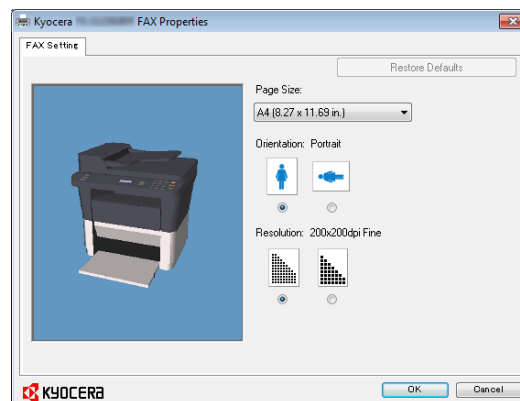 Kyocera FAX Properties
FAX Setting
Restore Defaults
Page Size:
A4 (8.27 x 11.69 in.)
Orientation: Portrait
Resolution: 200x200dpi Fine
KYOCERA
OK
Cancel